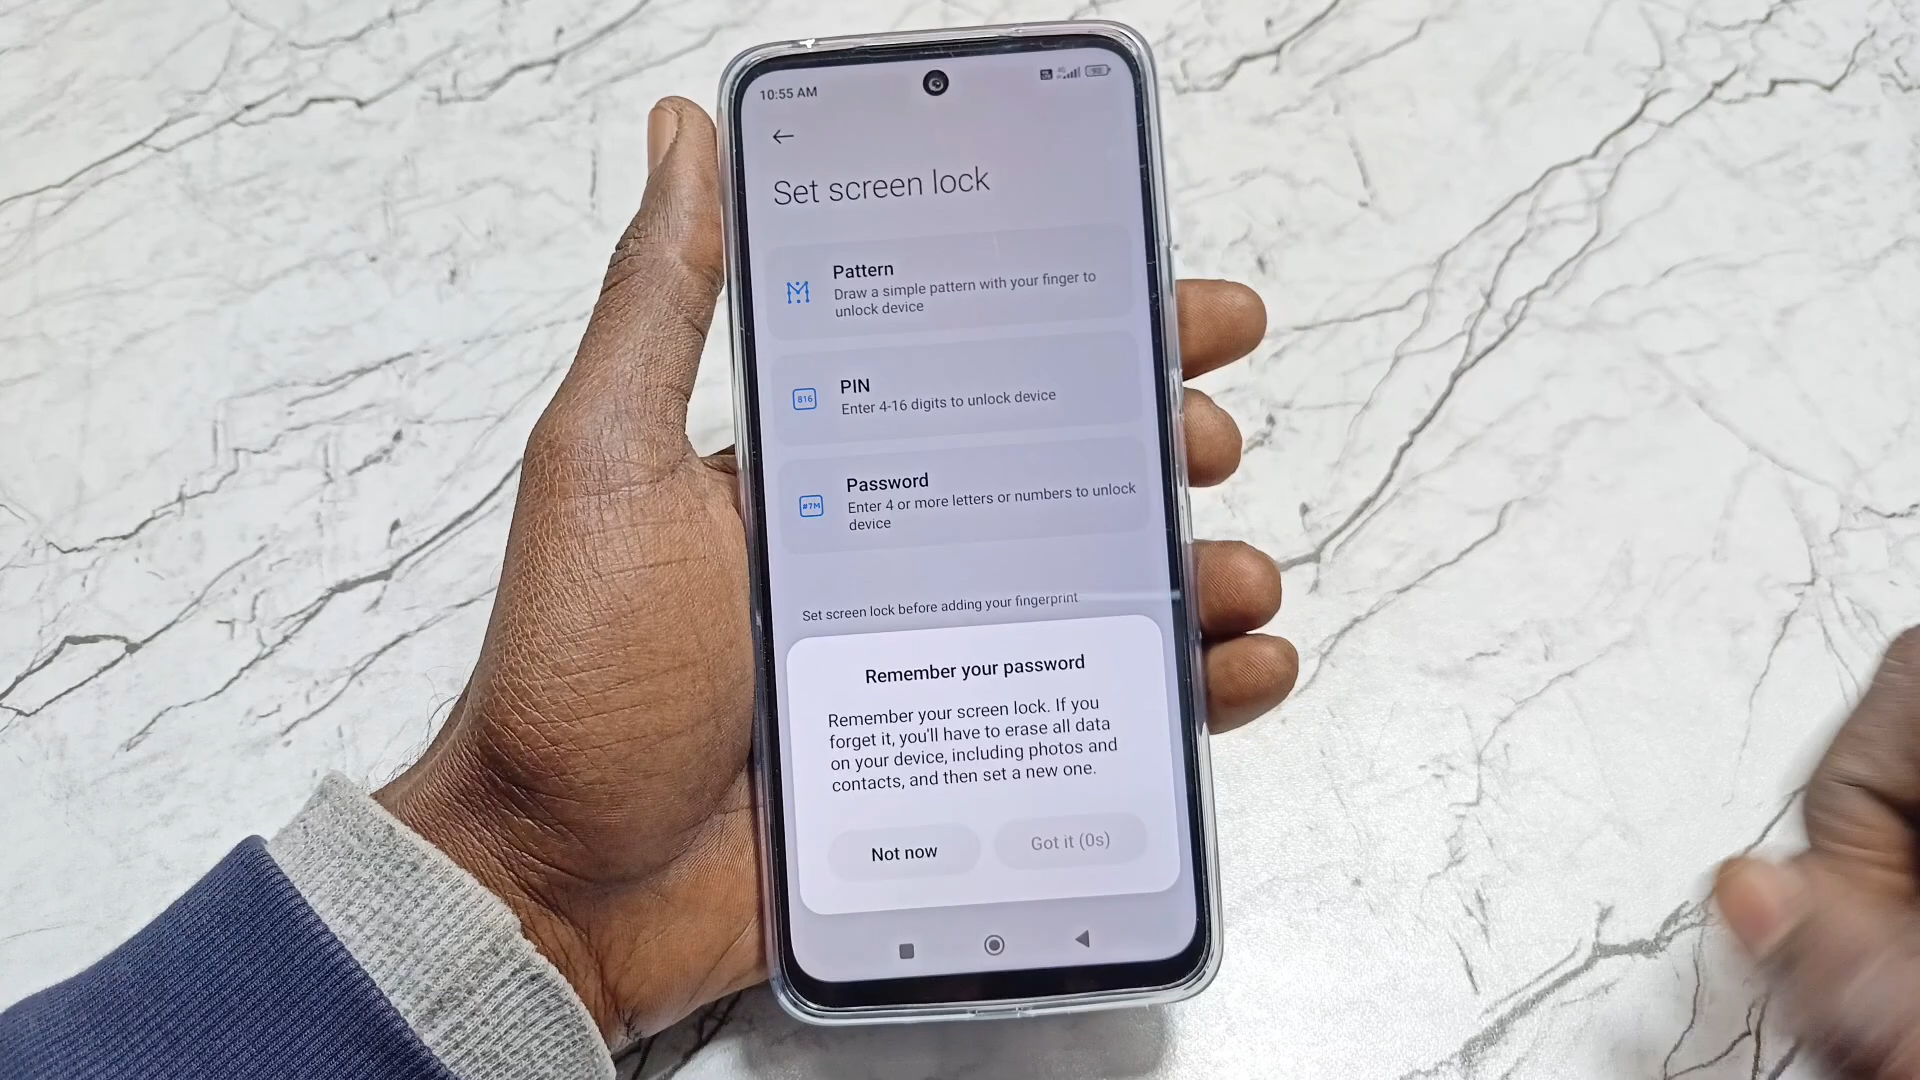 10:55 AM
Set screen lock
Pattern
Draw a simple pattern with your finger to
unlock device
816
PIN
Enter 4-16 digits to unlock device
#7M
Password
Enter 4 or more letters or numbers to unlock
device
Set screen lock before adding your fingerprint
Remember your password
Remember your screen lock. If you
forget it, you'll have to erase all data
on your device, including photos and
contacts, and then set a new one.
Not now
Got it (0s)